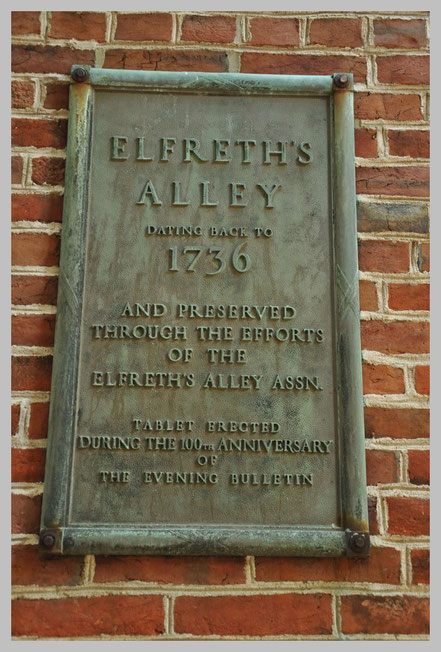 ELFRETH'S
ALLEY
DATING BACK TO
1736
AND PRESERVED
THROUGH THE EFFORTS
OF THE
ELFRETH'S ALLEY ASSN.
TABLET ERECTED
DURING THE 100TH ANNIVERSARY
OF
THE EVENING BULLETIN